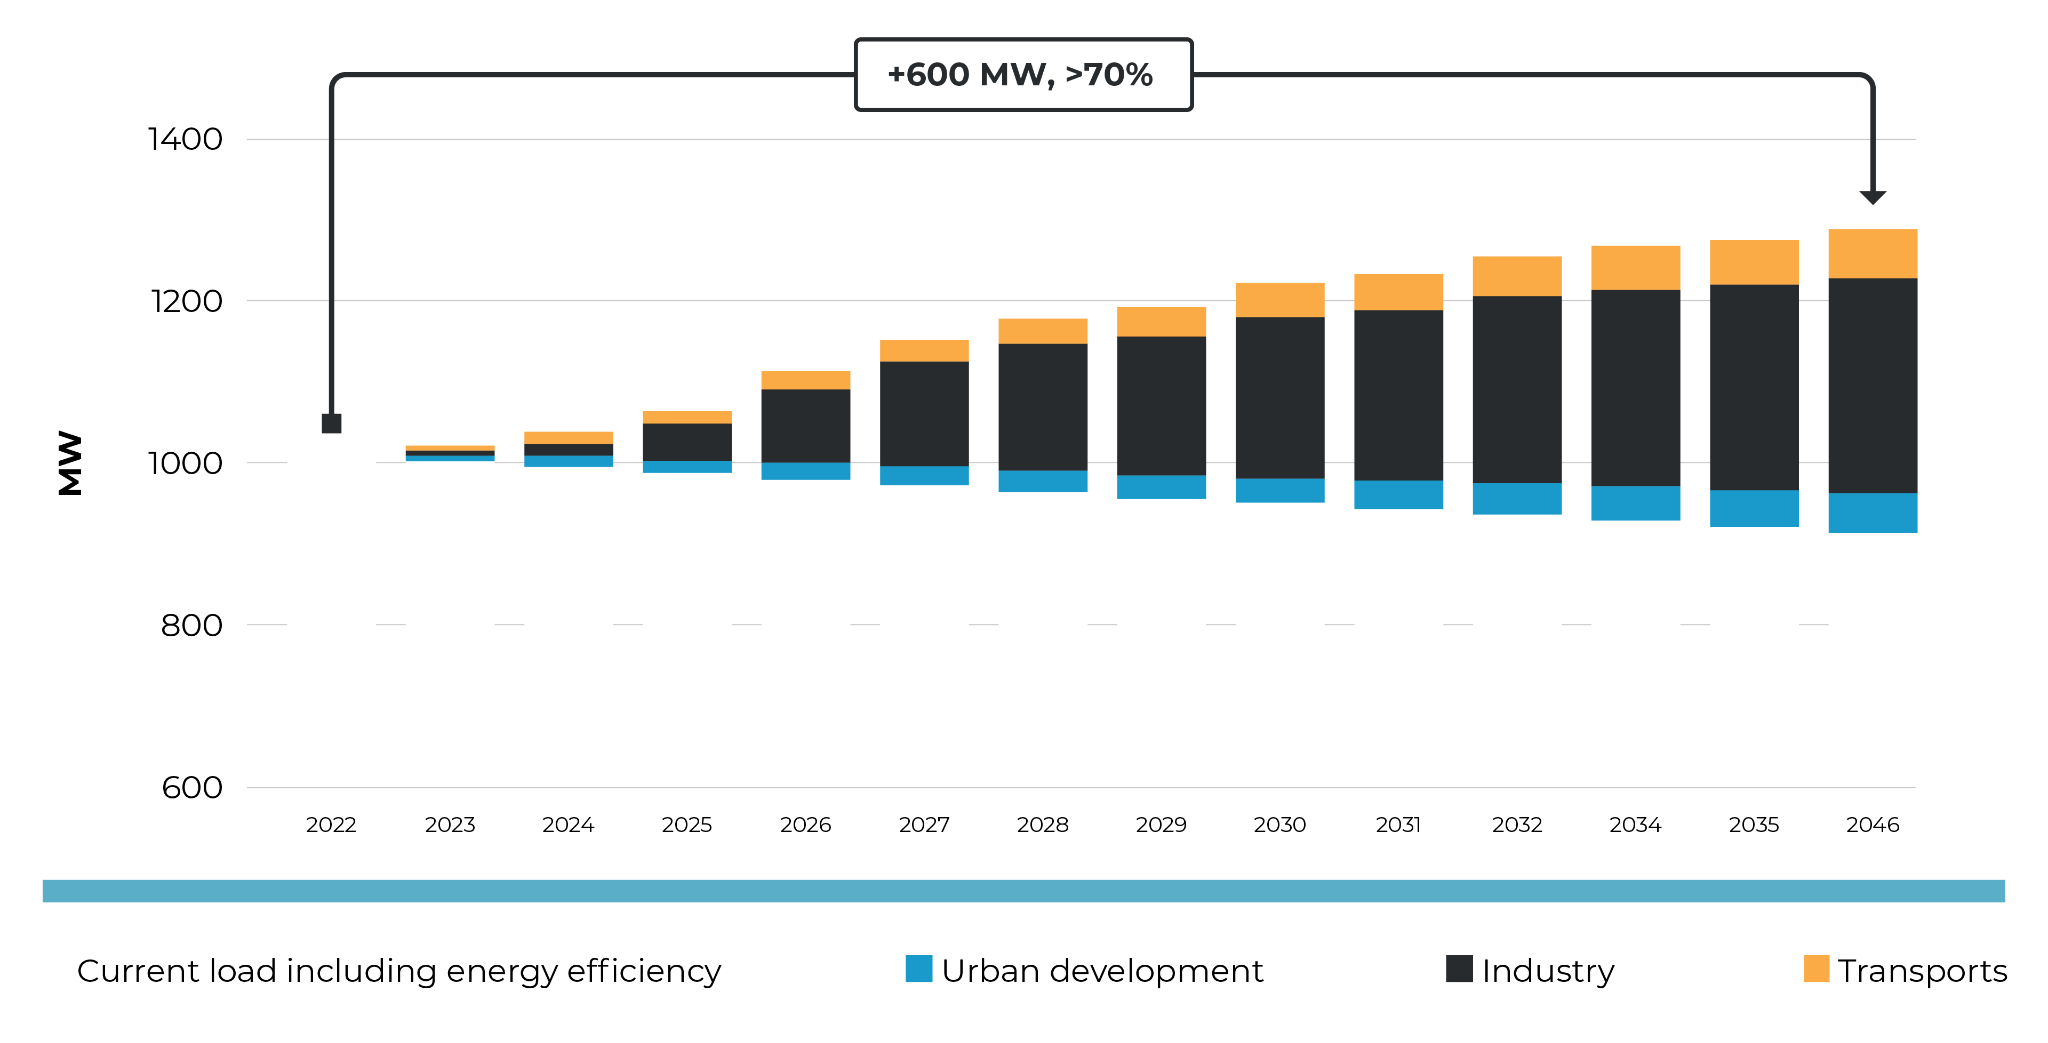 +600 MW, >70%
1400
1200
1000
800
600
MW
2022 2023 2024 2025 2026 2027 2028 2029 2030 2031 2032 2034 2035 2046
Current load including energy efficiency Urban development Industry Transports